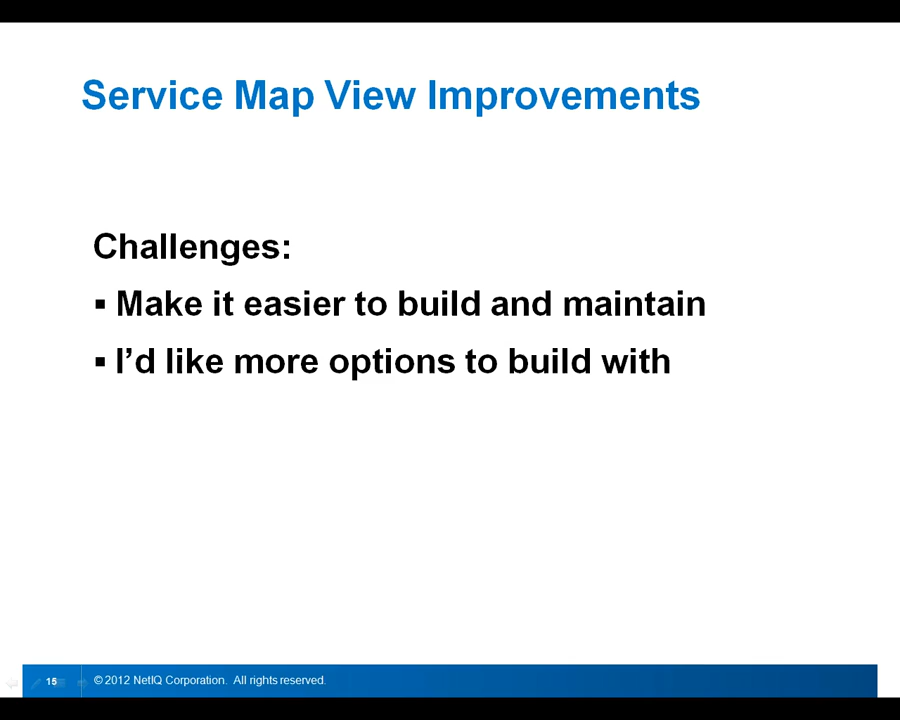 Service Map View Improvements
Challenges:
▪ Make it easier to build and maintain
▪ I’d like more options to build with
15 © 2012 NetIQ Corporation. All rights reserved.